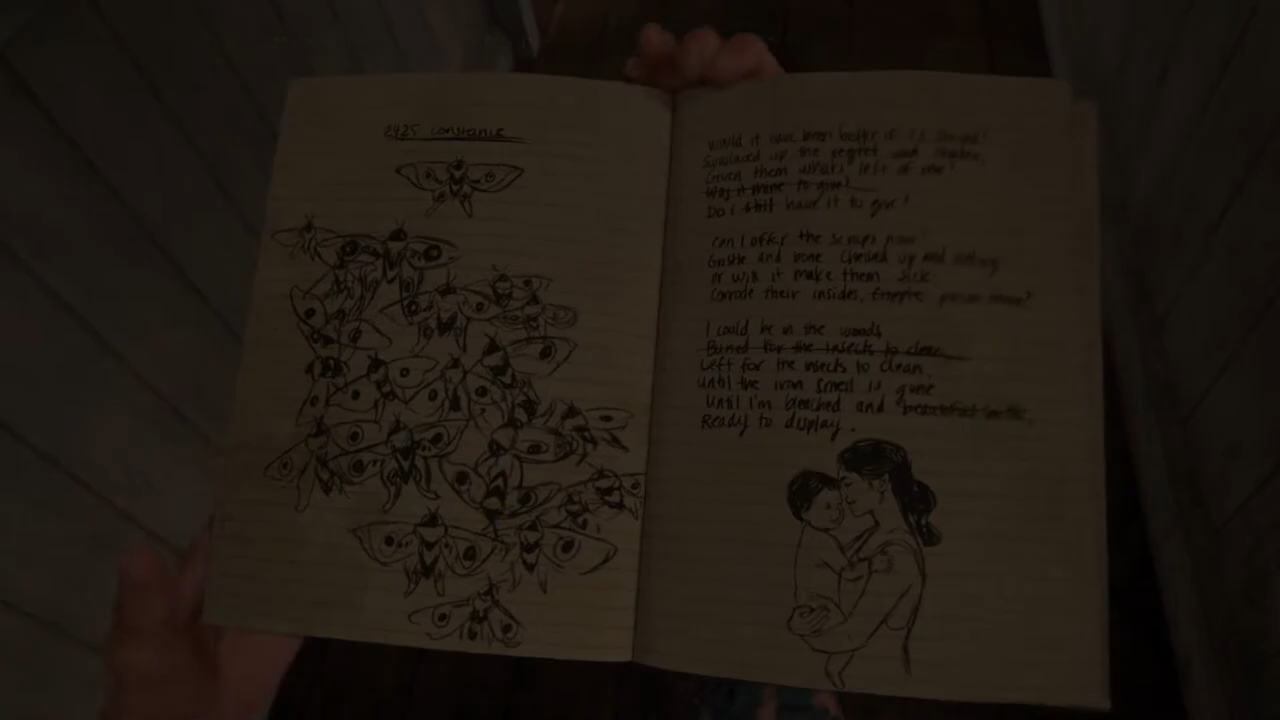 2425 Constance
would it have been better if I'd stayed?
Swallowed up the regret and
Given them what's left of me?
Was it mine to give?
Do i still have it to give?
Can I offer the scraps now
Gristle and bone chewed up and
or will it make them sick
Corrode their insides,
I could be in the woods
Buried for the insects to clean
Left for the insects to clean
until the iron smell is gone
Until I'm bleached and
Ready to display.